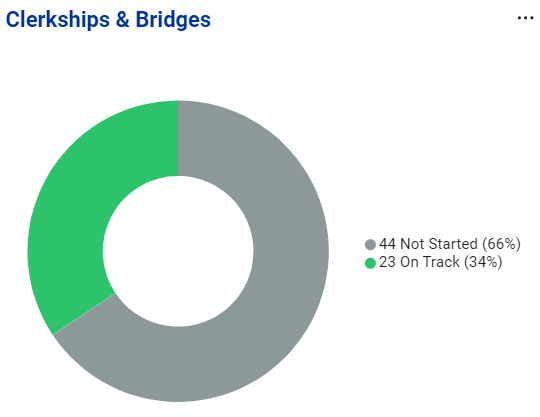 Clerkships & Bridges
44 Not Started (66%)
23 On Track (34%)